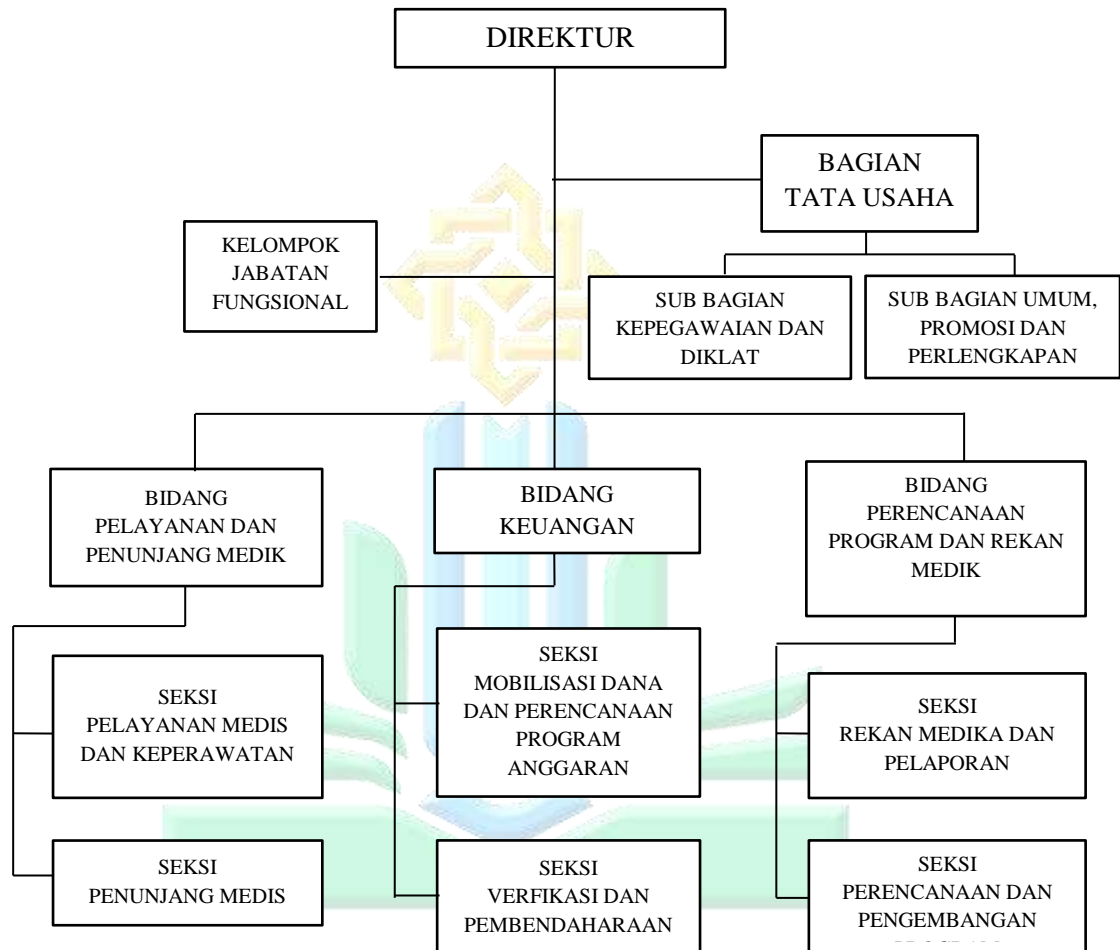 DIREKTUR
BAGIAN
TATA USAHA
KELOMPOK
JABATAN
FUNGSIONAL
SUB BAGIAN
KEPEGAWAIAN DAN
DIKLAT
SUB BAGIAN UMUM,
PROMOSI DAN
PERLENGKAPAN
BIDANG
PELAYANAN DAN
PENUNJANG MEDIK
BIDANG
KEUANGAN
BIDANG
PERENCANAAN
PROGRAM DAN REKAN
MEDIK
SEKSI
PELAYANAN MEDIS
DAN KEPERAWATAN
SEKSI
MOBILISASI DANA
DAN PERENCANAAN
PROGRAM
ANGGARAN
SEKSI
REKAN MEDIKA DAN
PELAPORAN
SEKSI
PENUNJANG MEDIS
SEKSI
VERFIKASI DAN
PEMBENDAHARAAN
SEKSI
PERENCANAAN DAN
PENGEMBANGAN